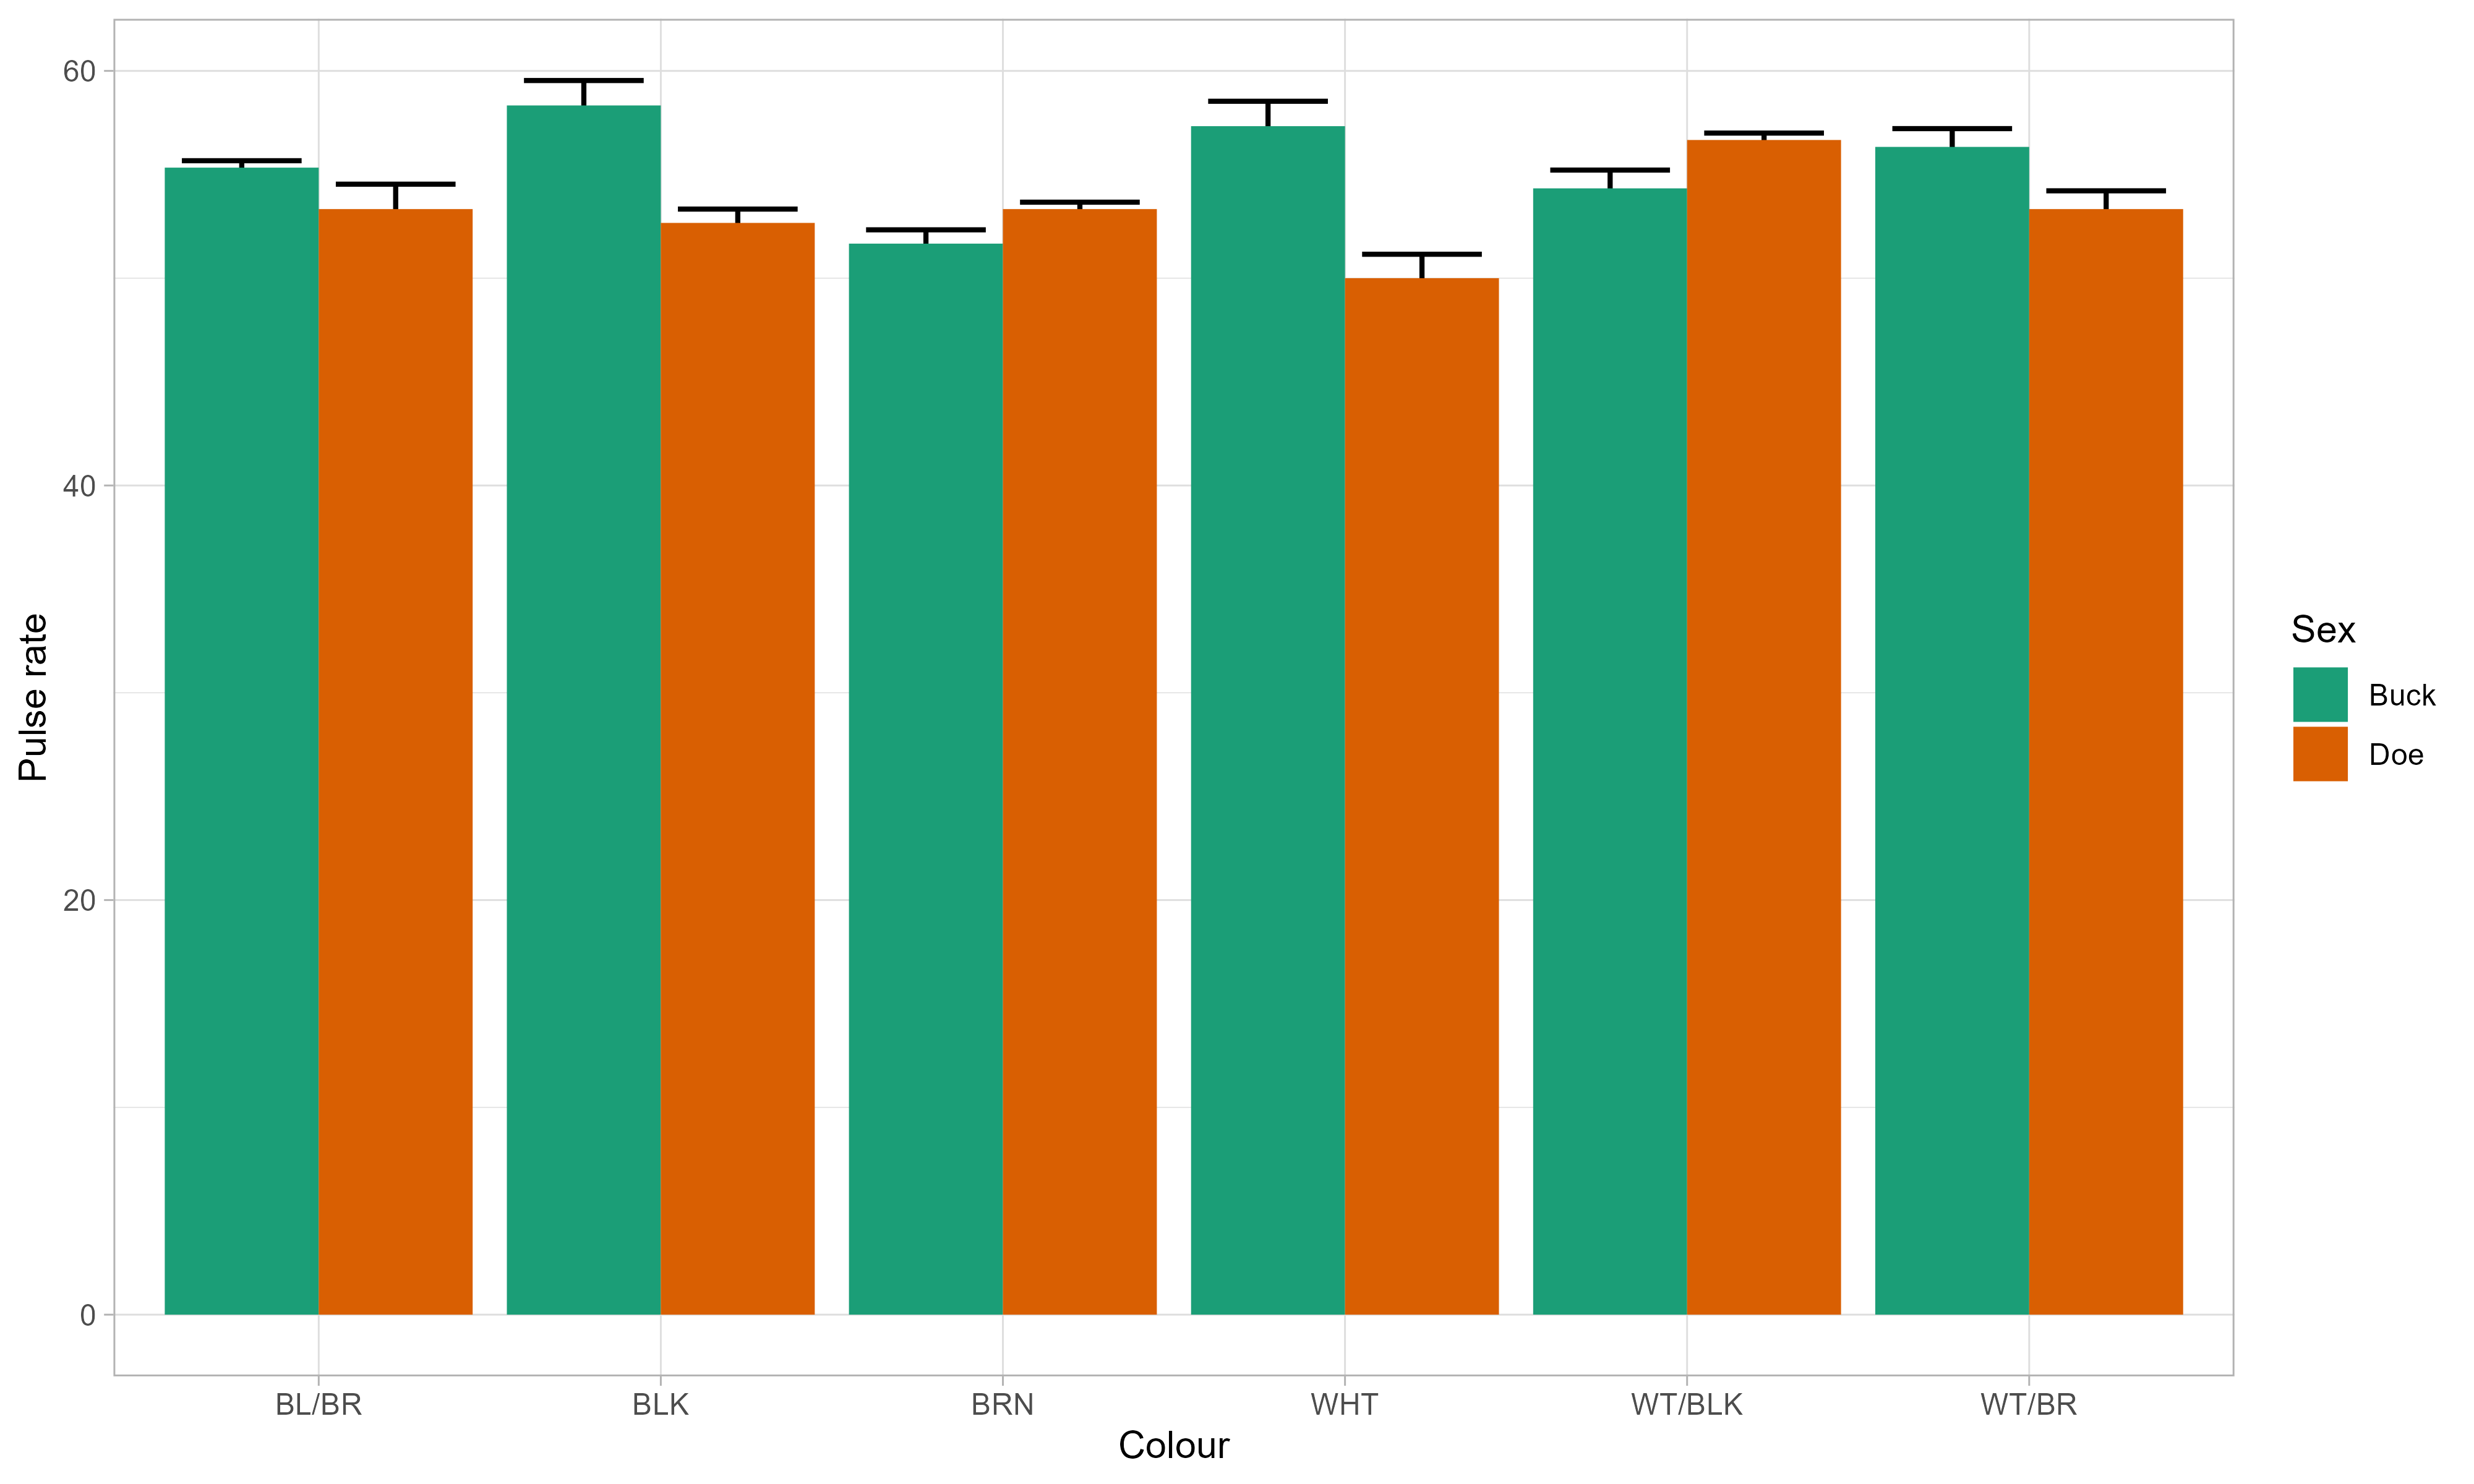 60
40
20
0
Pulse rate
BL/BR BLK BRN WHT WT/BLK WT/BR
Colour
Sex
Buck
Doe